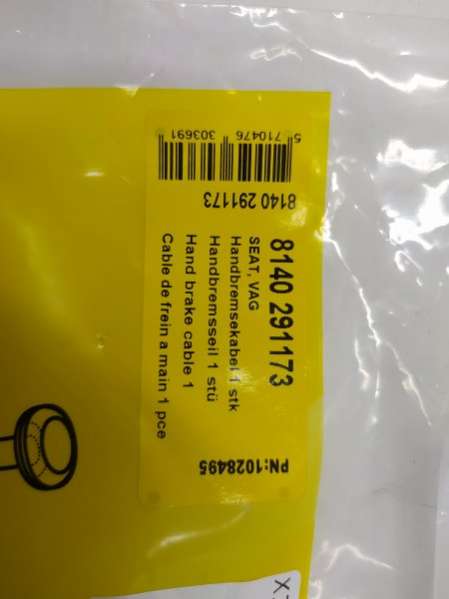 8140 291173
SEAT, VAG
Handbremsekabel 1 stk
Handbremsseil 1 stü
Hand brake cable 1
Cable de frein a main 1 pce
PN:1028495
8140 291173
5 710476 303691
X